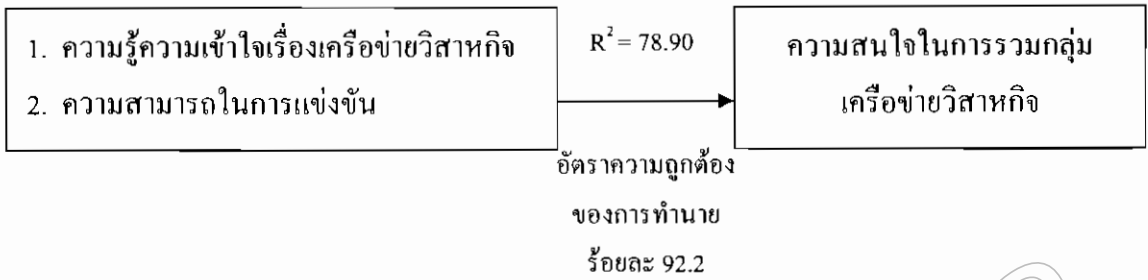 1. ความรู้ความเข้าใจเรื่องเครือข่ายวิสาหกิจ
2. ความสามารถในการแข่งขัน
R² = 78.90
ความสนใจในการรวมกลุ่ม
เครือข่ายวิสาหกิจ
อัตราความถูกต้อง
ของการทำนาย
ร้อยละ 92.2